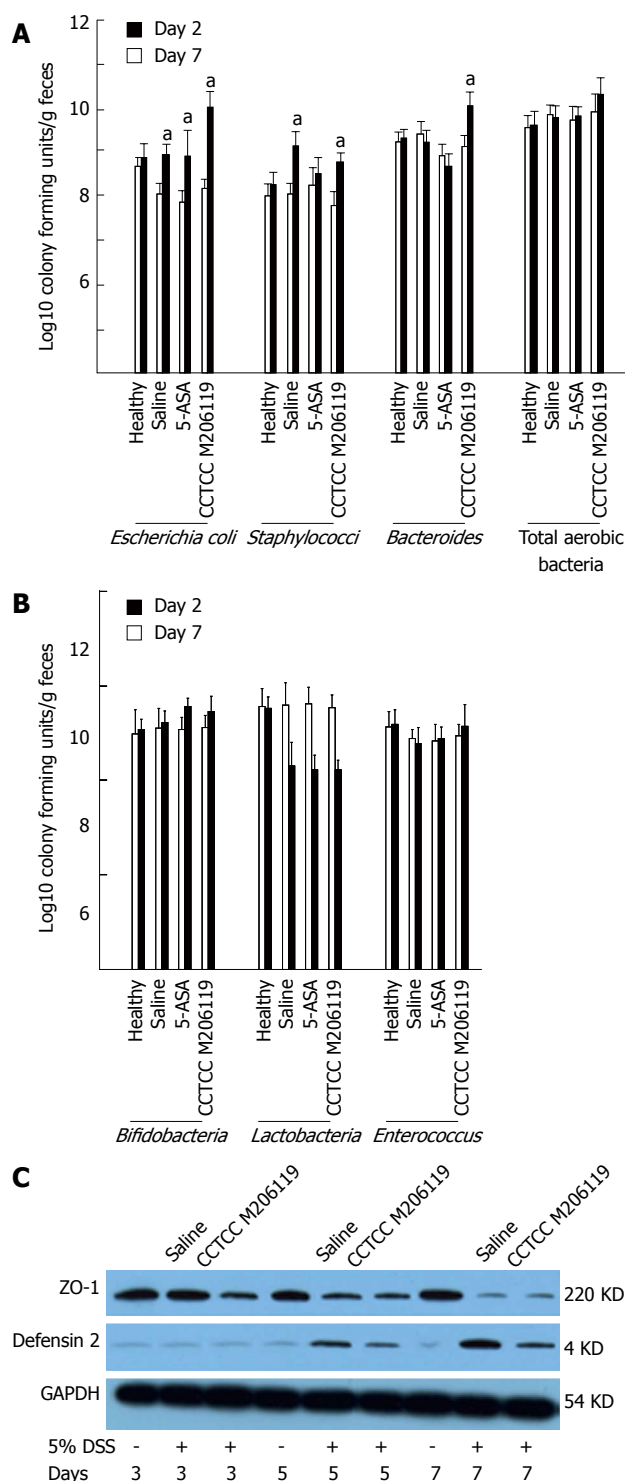 A
Day 2
Day 7
Log10 colony forming units/g feces
12
10
8
6
a a a a a a
Healthy Saline 5-ASA CCTCC M206119 Healthy Saline 5-ASA CCTCC M206119 Healthy Saline 5-ASA CCTCC M206119 Healthy Saline 5-ASA CCTCC M206119
Escherichia coli Staphylococci Bacteroides Total aerobic
bacteria
B
Day 2
Day 7
Log10 colony forming units/g feces
12
10
8
6
Healthy Saline 5-ASA CCTCC M206119 Healthy Saline 5-ASA CCTCC M206119 Healthy Saline 5-ASA CCTCC M206119
Bifidobacteria Lactobacteria Enterococcus
C
Saline CCTCC M206119 Saline CCTCC M206119 Saline CCTCC M206119
ZO-1 220 KD
Defensin 2 4 KD
GAPDH 54 KD
5% DSS - + + - + + - + +
Days 3 3 3 5 5 5 7 7 7